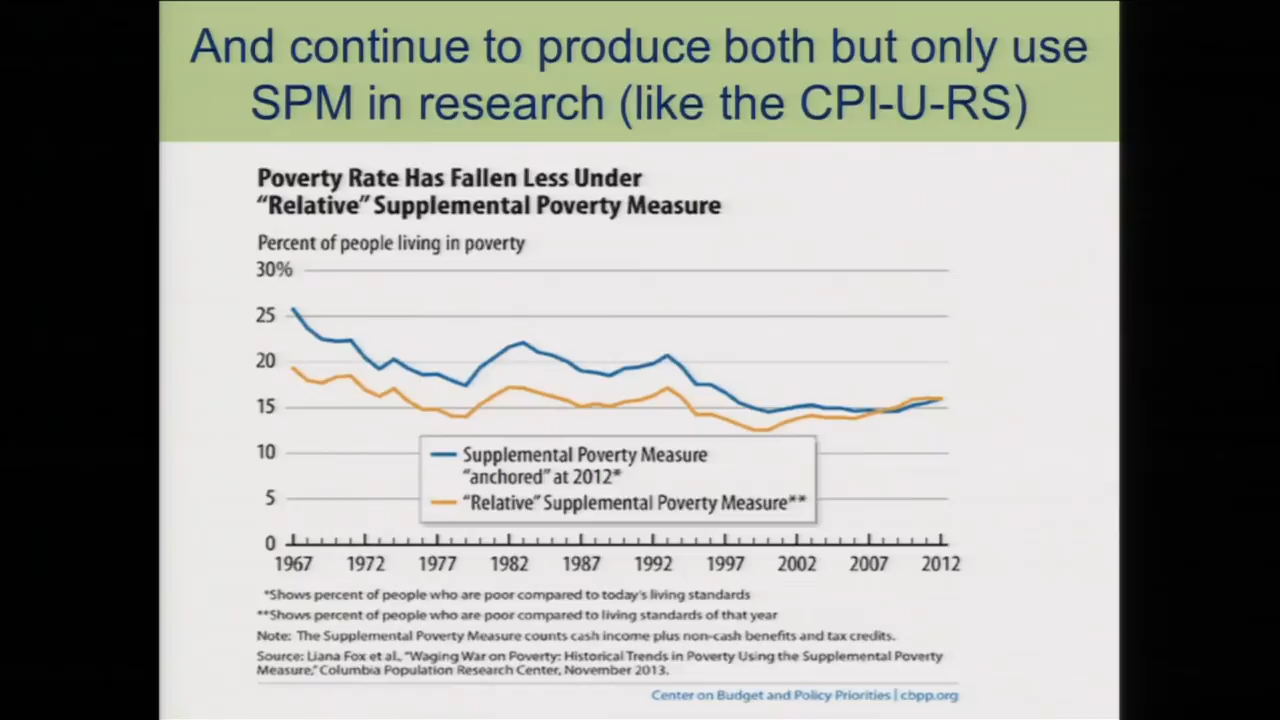 And continue to produce both but only use
SPM in research (like the CPI-U-RS)
Poverty Rate Has Fallen Less Under
“Relative” Supplemental Poverty Measure
Percent of people living in poverty
30%
25
20
15
10
5
0
Supplemental Poverty Measure
“anchored” at 2012*
“Relative” Supplemental Poverty Measure**
1967 1972 1977 1982 1987 1992 1997 2002 2007 2012
*Shows percent of people who are poor compared to today's living standards
**Shows percent of people who are poor compared to living standards of that year
Note: The Supplemental Poverty Measure counts cash income plus non-cash benefits and tax credits.
Source: Liana Fox et al., “Waging War on Poverty: Historical Trends in Poverty Using the Supplemental Poverty
Measure,” Columbia Population Research Center, November 2013.
Center on Budget and Policy Priorities | cbpp.org